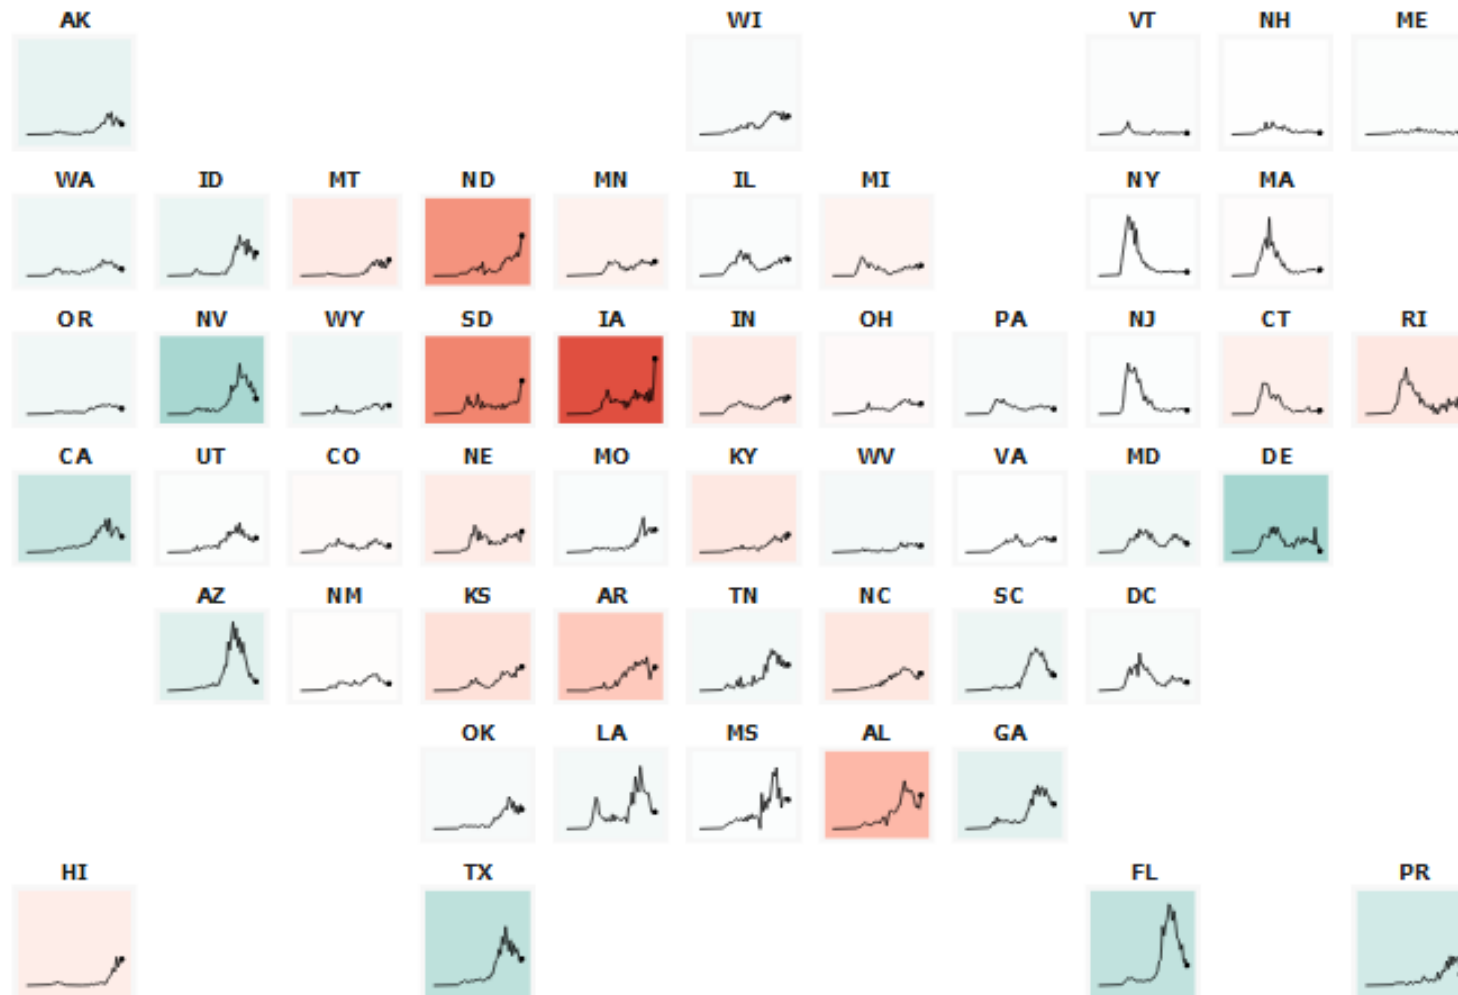 AK WI VT NH ME
WA ID MT ND MN IL MI NY MA
OR NV WY SD IA IN OH PA NJ CT RI
CA UT CO NE MO KY WV VA MD DE
AZ NM KS AR TN NC SC DC
OK LA MS AL GA
HI TX FL PR